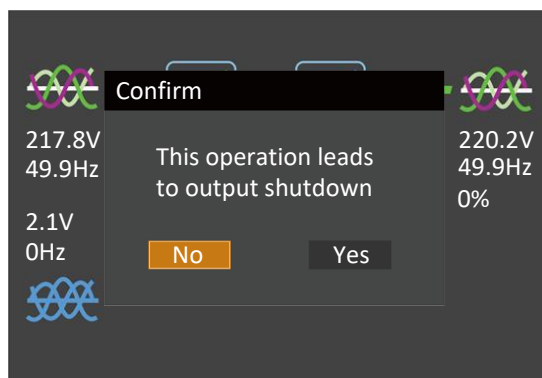 Confirm
217.8V
49.9Hz
2.1V
0Hz
This operation leads
to output shutdown
No
Yes
220.2V
49.9Hz
0%